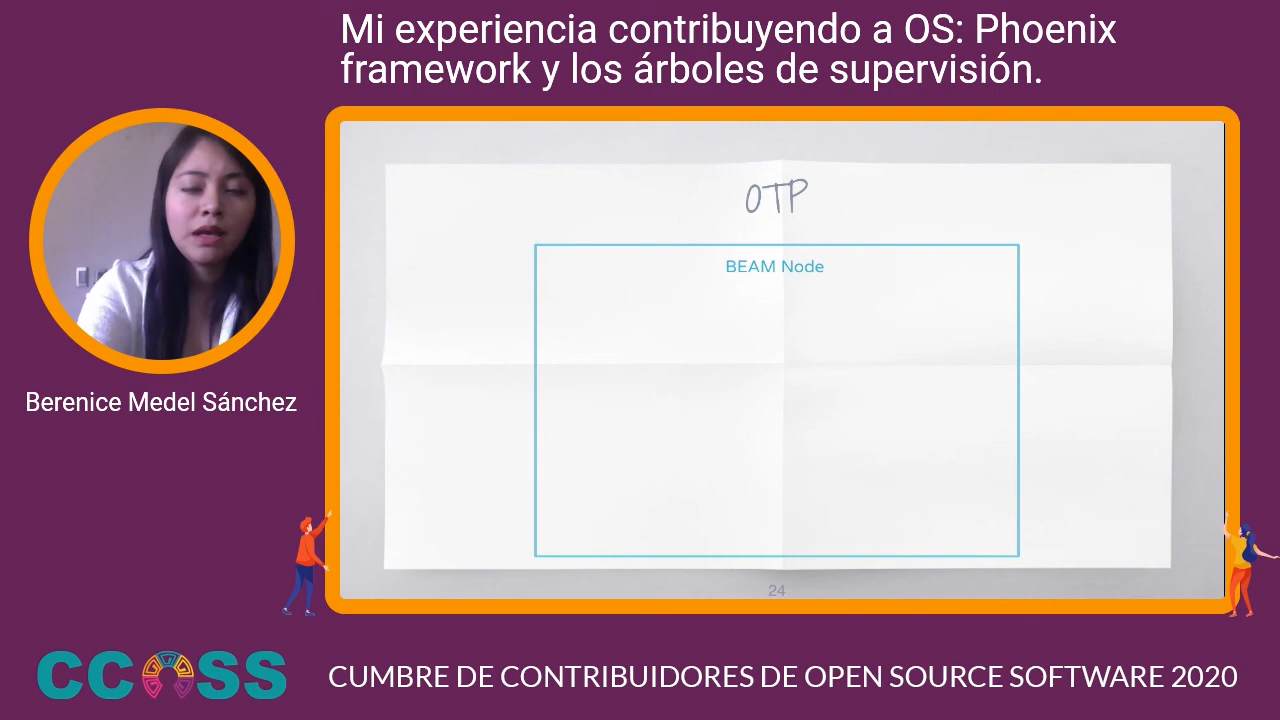 Mi experiencia contribuyendo a OS: Phoenix
framework y los árboles de supervisión.
OTP
BEAM Node
24
Berenice Medel Sánchez
CCOSS
CUMBRE DE CONTRIBUIDORES DE OPEN SOURCE SOFTWARE 2020